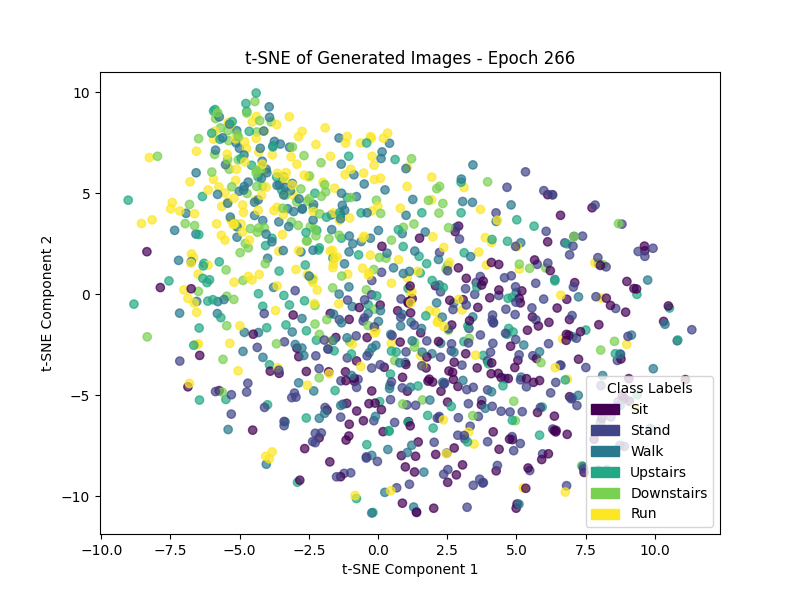 t-SNE of Generated Images - Epoch 266
t-SNE Component 2
10
5
0
−5
−10
Class Labels
Sit
Stand
Walk
Upstairs
Downstairs
Run
−10.0 −7.5 −5.0 −2.5 0.0 2.5 5.0 7.5 10.0
t-SNE Component 1